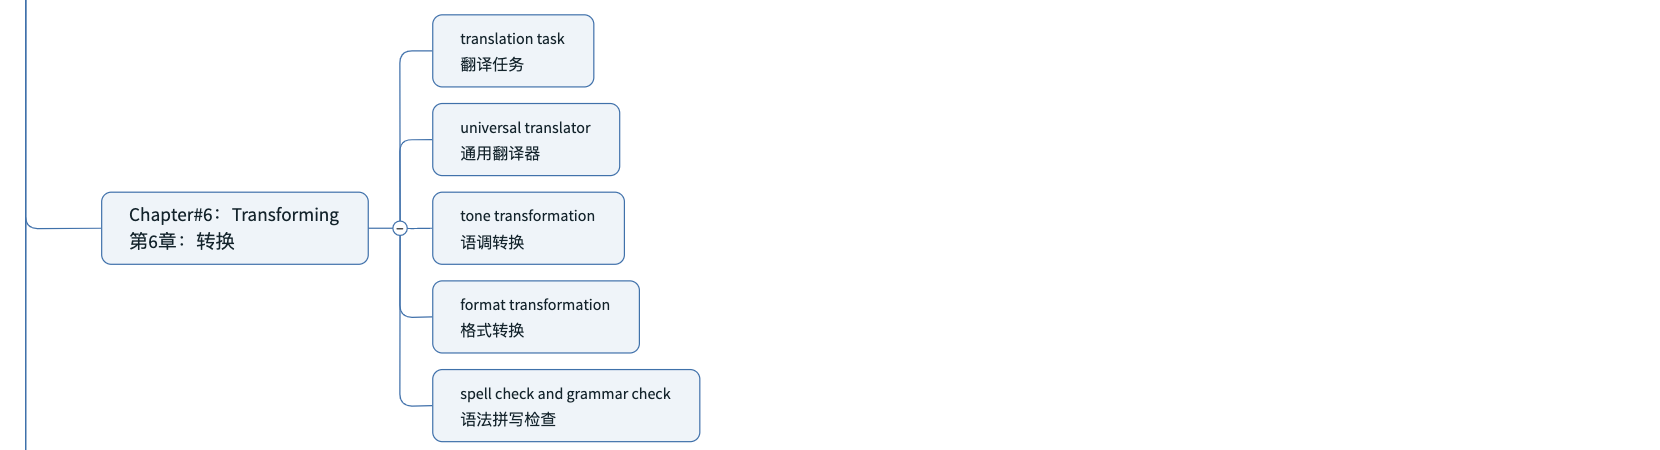 translation task
翻译任务
universal translator
通用翻译器
Chapter#6：Transforming
第6章：转换
tone transformation
语调转换
format transformation
格式转换
spell check and grammar check
语法拼写检查